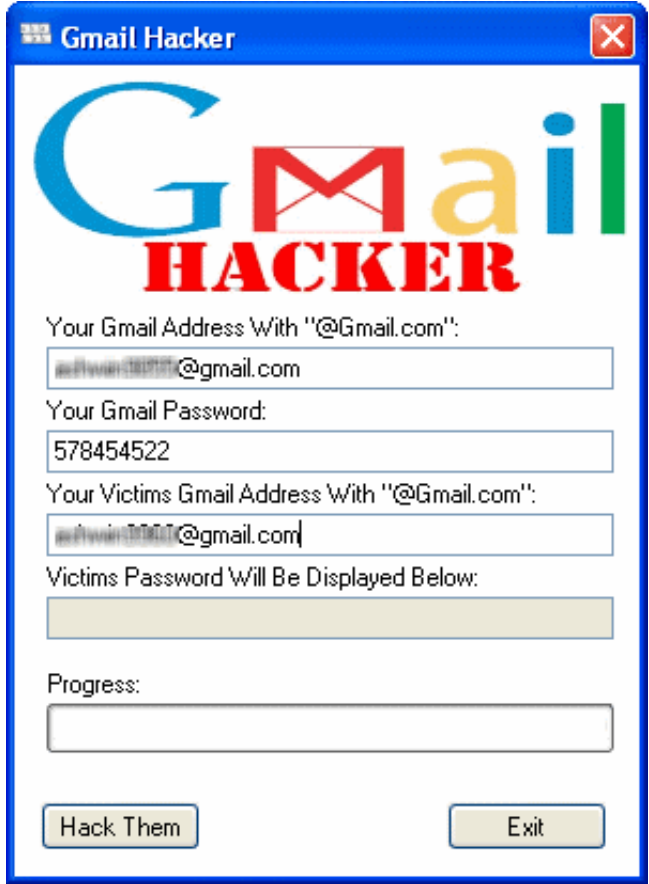 Gmail Hacker
Gmail
HACKER
Your Gmail Address With "@Gmail.com":
@gmail.com
Your Gmail Password:
578454522
Your Victims Gmail Address With "@Gmail.com":
@gmail.com
Victims Password Will Be Displayed Below:
Progress:
Hack Them
Exit